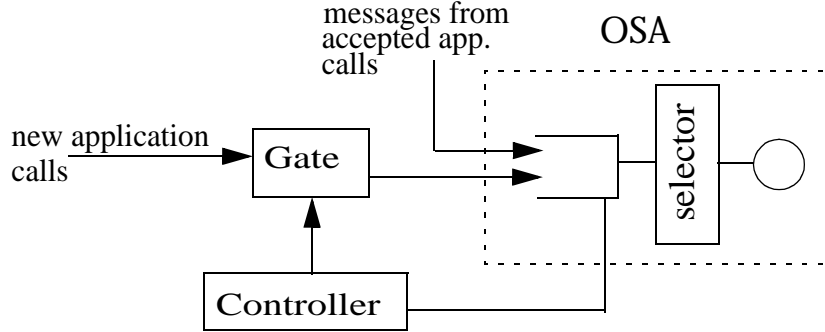 messages from
accepted app.
calls
OSA
new application
calls
Gate
selector
Controller